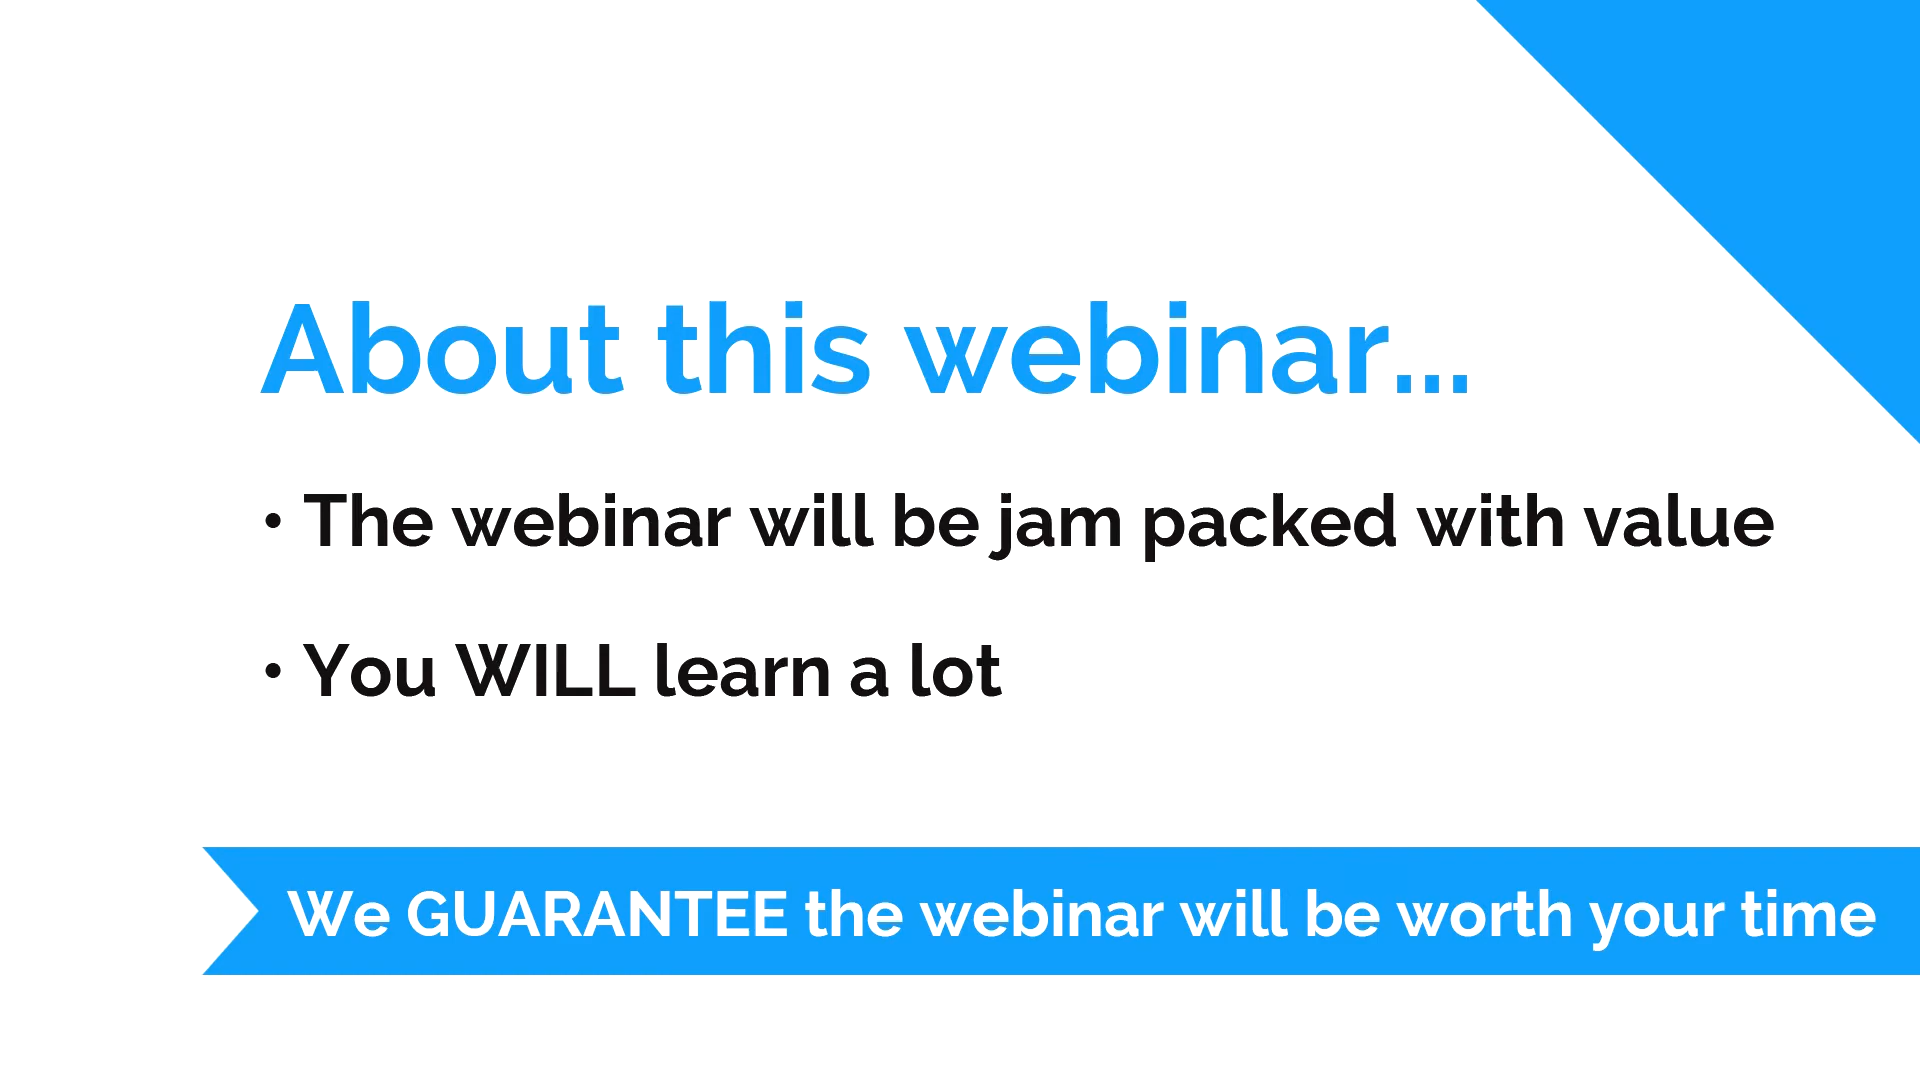 About this webinar...
• The webinar will be jam packed with value
• You WILL learn a lot
We GUARANTEE the webinar will be worth your time